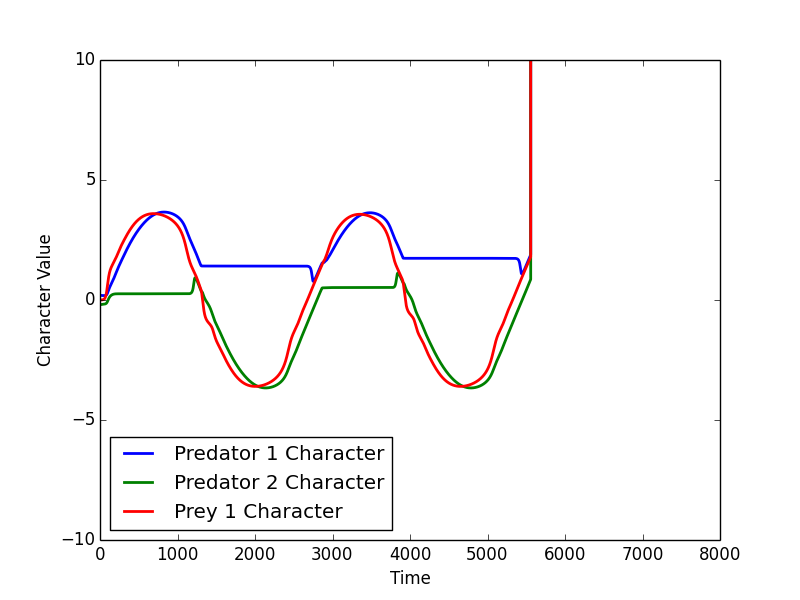 10
5
0
−5
−10
Character Value
Predator 1 Character
Predator 2 Character
Prey 1 Character
0 1000 2000 3000 4000 5000 6000 7000 8000
Time